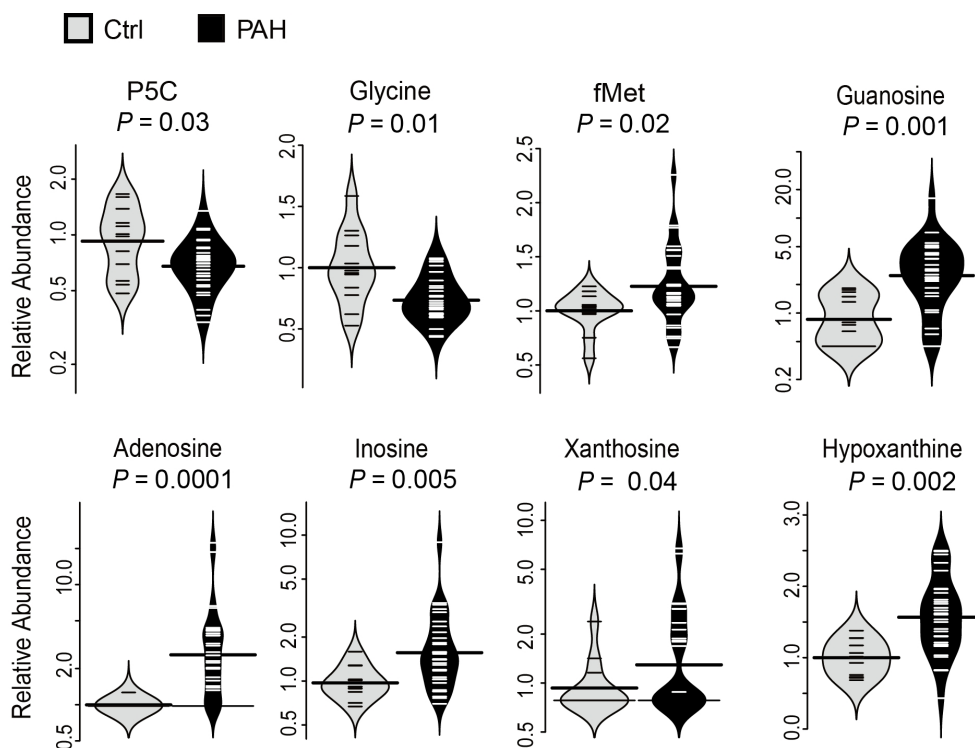 Ctrl PAH
P5C
P = 0.03
Glycine
P = 0.01
fMet
P = 0.02
Guanosine
P = 0.001
Relative Abundance
2.0
1.0
0.5
0.2
2.0
1.5
1.0
0.5
2.5
2.0
1.5
1.0
0.5
20.0
5.0
1.0
0.2
Adenosine
P = 0.0001
Inosine
P = 0.005
Xanthosine
P = 0.04
Hypoxanthine
P = 0.002
Relative Abundance
10.0
2.0
0.5
10.0
5.0
2.0
1.0
0.5
10.0
5.0
2.0
1.0
0.5
3.0
2.0
1.0
0.0